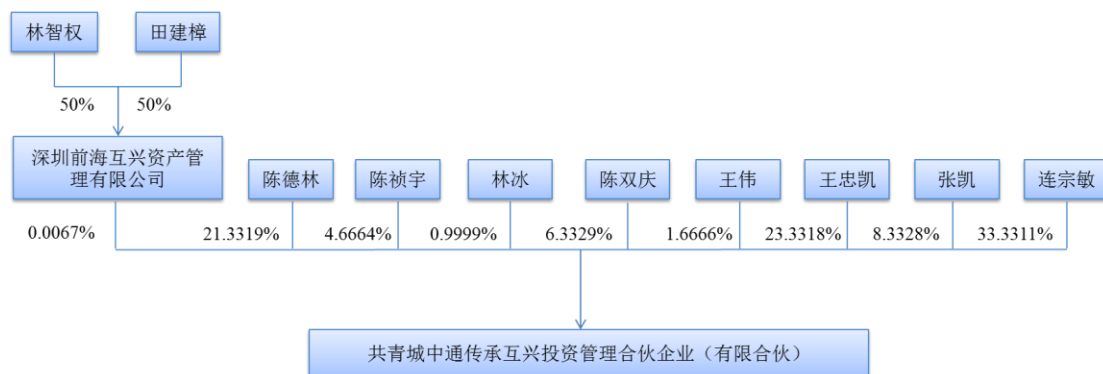 林智权 田建樟
50% 50%
深圳前海互兴资产管
理有限公司
陈德林 陈祯宇 林冰 陈双庆 王伟 王忠凯 张凯 连宗敏
0.0067% 21.3319% 4.6664% 0.9999% 6.3329% 1.6666% 23.3318% 8.3328% 33.3311%
共青城中通传承互兴投资管理合伙企业（有限合伙）